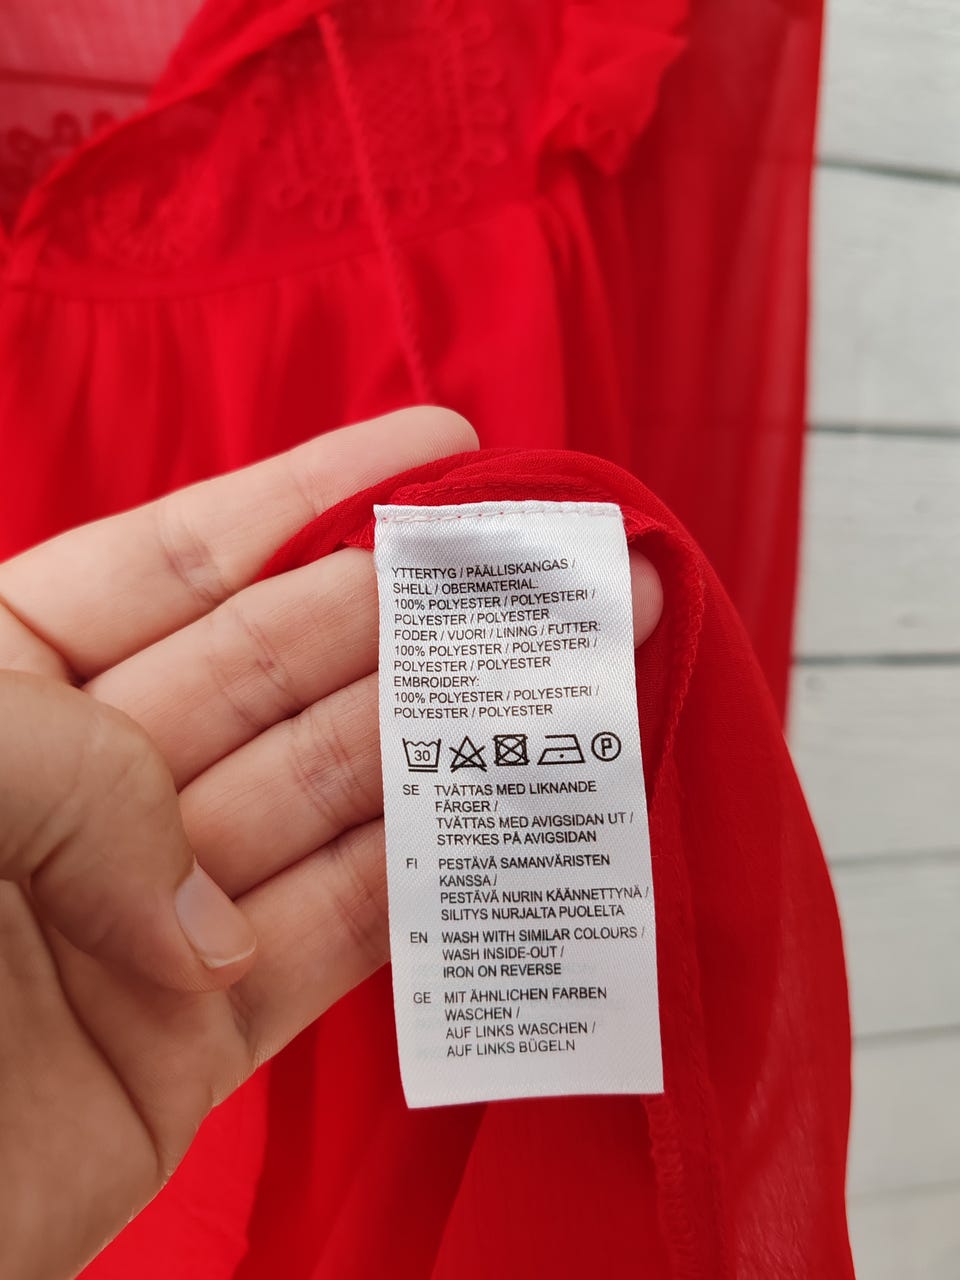 YTTERTYG / PÄÄLLISKANGAS /
SHELL / OBERMATERIAL:
100% POLYESTER / POLYESTERI /
POLYESTER / POLYESTER
FODER / VUORI / LINING / FUTTER:
100% POLYESTER / POLYESTERI /
POLYESTER / POLYESTER
EMBROIDERY:
100% POLYESTER / POLYESTERI /
POLYESTER / POLYESTER
30 P
SE TVÄTTAS MED LIKNANDE
FÄRGER /
TVÄTTAS MED AVIGSIDAN UT /
STRYKES PÅ AVIGSIDAN
FI PESTÄVÄ SAMANVÄRISTEN
KANSSA /
PESTÄVÄ NURIN KÄÄNNETTYNÄ /
SILITYS NURJALTA PUOLELTA
EN WASH WITH SIMILAR COLOURS /
WASH INSIDE-OUT /
IRON ON REVERSE
GE MIT ÄHNLICHEN FARBEN
WASCHEN /
AUF LINKS WASCHEN /
AUF LINKS BÜGELN